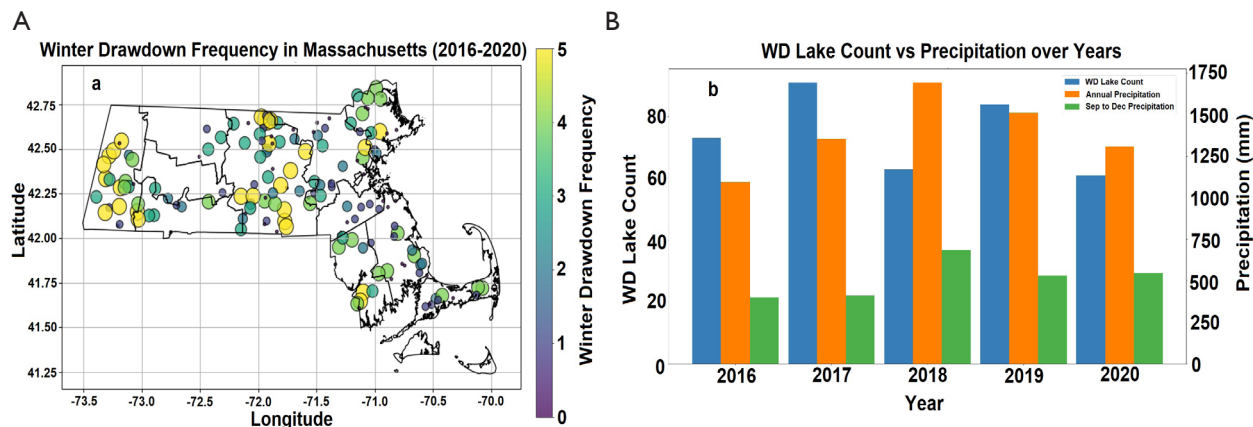 A
Winter Drawdown Frequency in Massachusetts (2016-2020)
a
42.75
42.50
42.25
42.00
41.75
41.50
41.25
Latitude
-73.5
-73.0
-72.5
-72.0
-71.5
-71.0
-70.5
-70.0
Longitude
5
4
3
2
1
0
Winter Drawdown Frequency
B
WD Lake Count vs Precipitation over Years
b
WD Lake Count
Annual Precipitation
Sep to Dec Precipitation
80
60
40
20
0
WD Lake Count
2016
2017
2018
2019
2020
Year
1750
1500
1250
1000
750
500
250
0
Precipitation (mm)